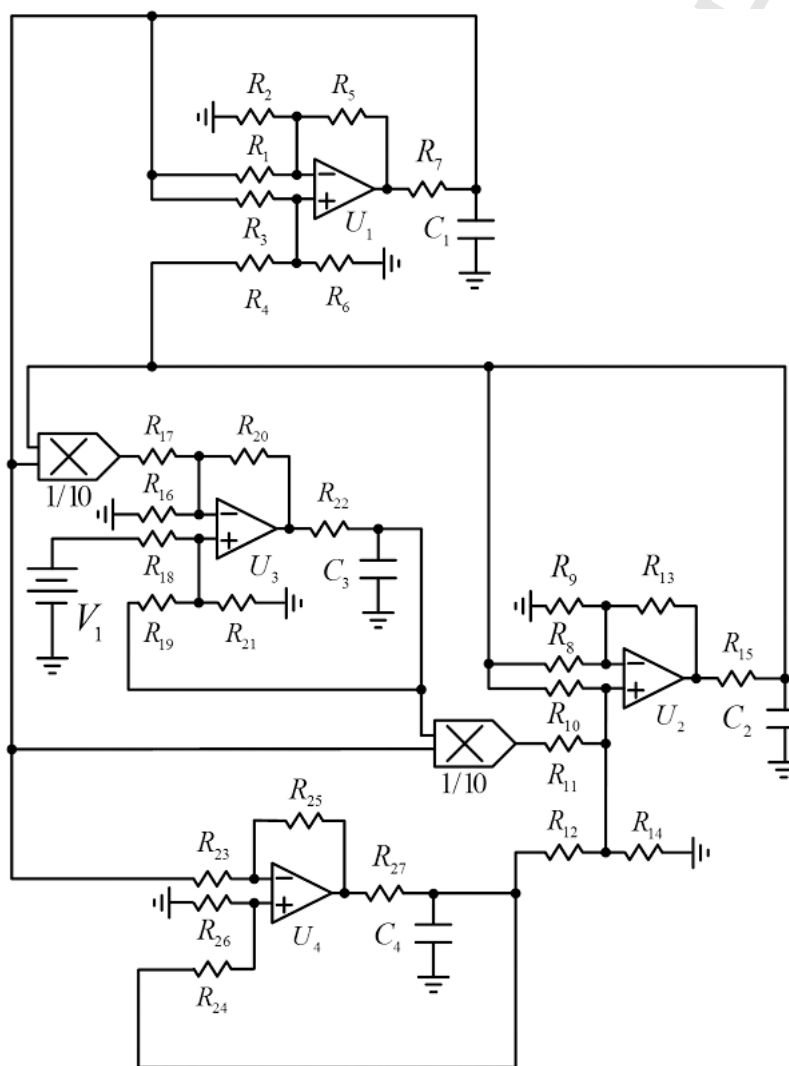 R₂
R₅
R₁
R₇
R₃
U₁
C₁
R₄
R₆
R₁₇
R₂₀
1/10
R₁₆
R₂₂
R₁₈
U₃
C₃
V₁
R₁₉
R₂₁
R₉
R₁₃
R₈
R₁₅
R₁₀
U₂
C₂
R₁₁
1/10
R₂₅
R₁₂
R₁₄
R₂₃
R₂₇
R₂₆
U₄
C₄
R₂₄